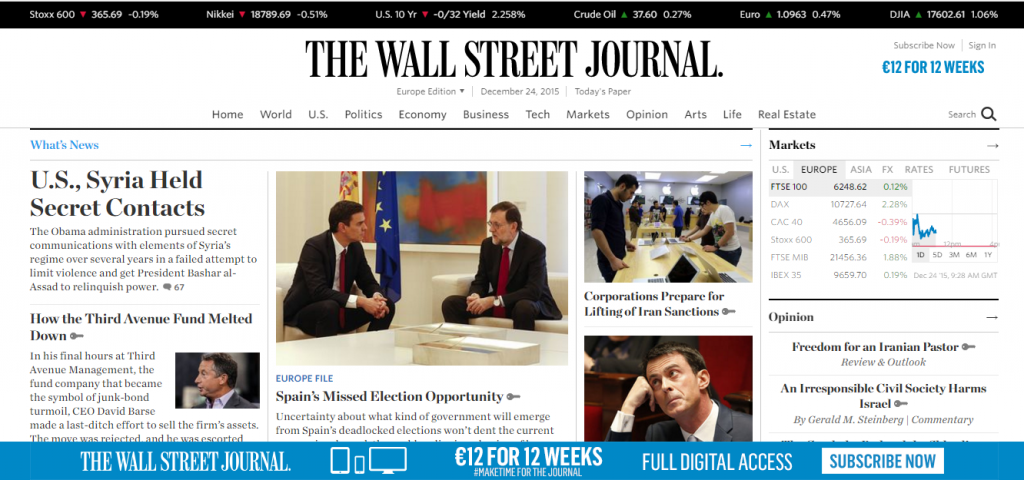 Stoxx 600 ▼ 365.69 -0.19% Nikkei ▼ 18789.69 -0.51% U.S. 10 Yr ▼ -0/32 Yield 2.258% Crude Oil ▲ 37.60 0.27% Euro ▲ 1.0963 0.47% DJIA ▲ 17602.61 1.06%
THE WALL STREET JOURNAL.
Subscribe Now | Sign In
€12 FOR 12 WEEKS
Europe Edition ▼ | December 24, 2015 | Today's Paper
Home World U.S. Politics Economy Business Tech Markets Opinion Arts Life Real Estate Search
What's News →
U.S., Syria Held
Secret Contacts
The Obama administration pursued secret
communications with elements of Syria's
regime over several years in a failed attempt to
limit violence and get President Bashar al-
Assad to relinquish power. 67
How the Third Avenue Fund Melted
Down
In his final hours at Third
Avenue Management, the
fund company that became
the symbol of junk-bond
turmoil, CEO David Barse
made a last-ditch effort to sell the firm's assets.
The move was rejected, and he was escorted
EUROPE FILE
Spain's Missed Election Opportunity
Uncertainty about what kind of government will emerge
from Spain's deadlocked elections won't dent the current
Corporations Prepare for
Lifting of Iran Sanctions
Markets →
U.S. EUROPE ASIA FX RATES FUTURES
FTSE 100 6248.62 0.12%
DAX 10727.64 2.28%
CAC 40 4656.09 -0.39%
Stoxx 600 365.69 -0.19%
FTSE MIB 21456.36 1.88%
IBEX 35 9659.70 0.19%
12pm
1D 5D 3M 6M 1Y
Dec 24 '15, 9:28 AM GMT
Opinion →
Freedom for an Iranian Pastor
Review & Outlook
An Irresponsible Civil Society Harms
Israel
By Gerald M. Steinberg | Commentary
THE WALL STREET JOURNAL.
€12 FOR 12 WEEKS
#MAKETIME FOR THE JOURNAL
FULL DIGITAL ACCESS
SUBSCRIBE NOW